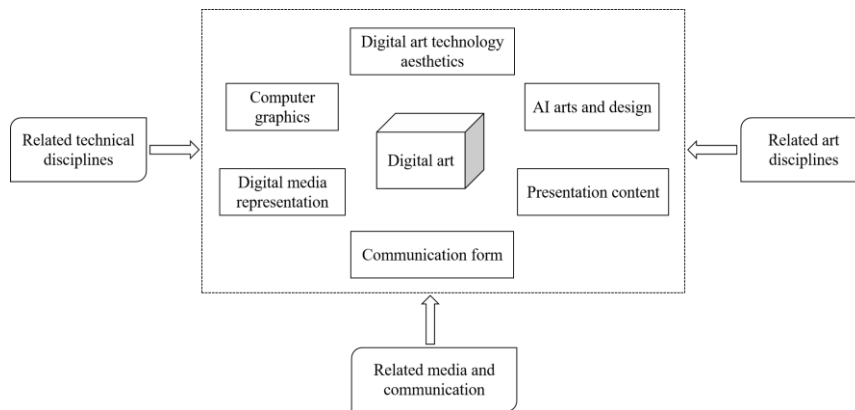 Digital art technology
aesthetics
Computer
graphics
AI arts and design
Related technical
disciplines
Digital art
Related art
disciplines
Digital media
representation
Presentation content
Communication form
Related media and
communication